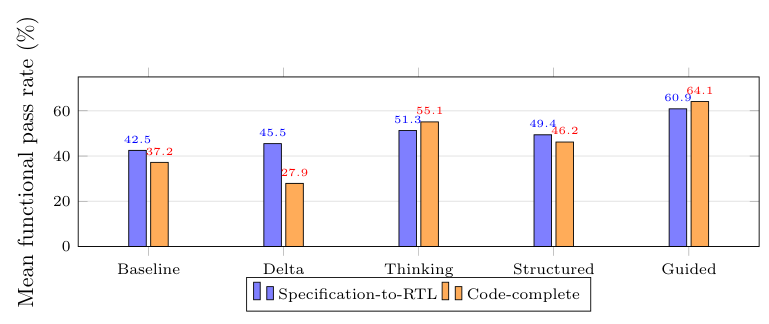 Mean functional pass rate (%)
60
40
20
0
42.5
37.2
45.5
27.9
51.3
55.1
49.4
46.2
60.9
64.1
Baseline
Delta
Thinking
Structured
Guided
Specification-to-RTL
Code-complete